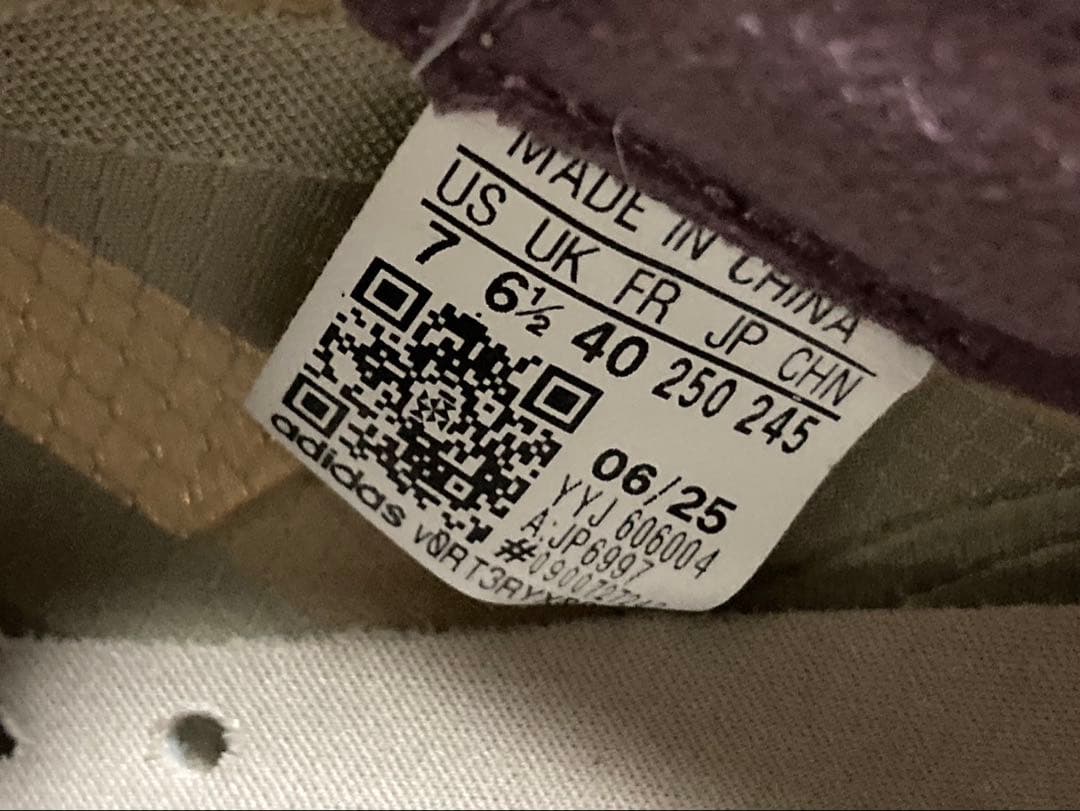 MADE IN CHINA
US UK FR JP CHN
7 6½ 40 250 245
06/25
YYJ 606004
A:JP6997
#
adidas